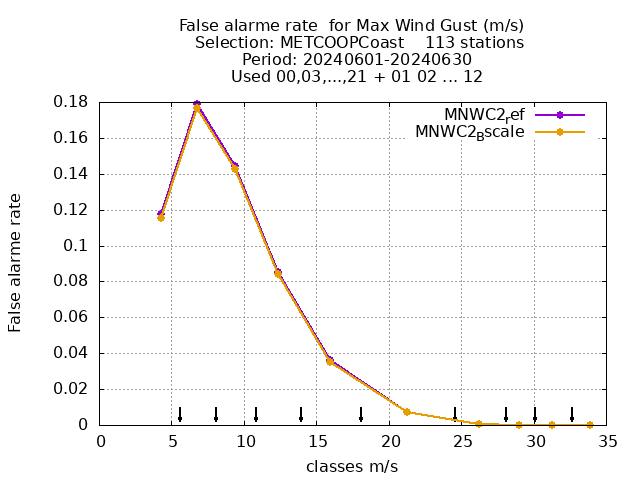 False alarme rate  for Max Wind Gust (m/s)
Selection: METCOOPCoast    113 stations
Period: 20240601-20240630
Used 00,03,...,21 + 01 02 ... 12
MNWC2ref
MNWC2Bscale
False alarme rate
0.18
0.16
0.14
0.12
0.1
0.08
0.06
0.04
0.02
0
0 5 10 15 20 25 30 35
classes m/s